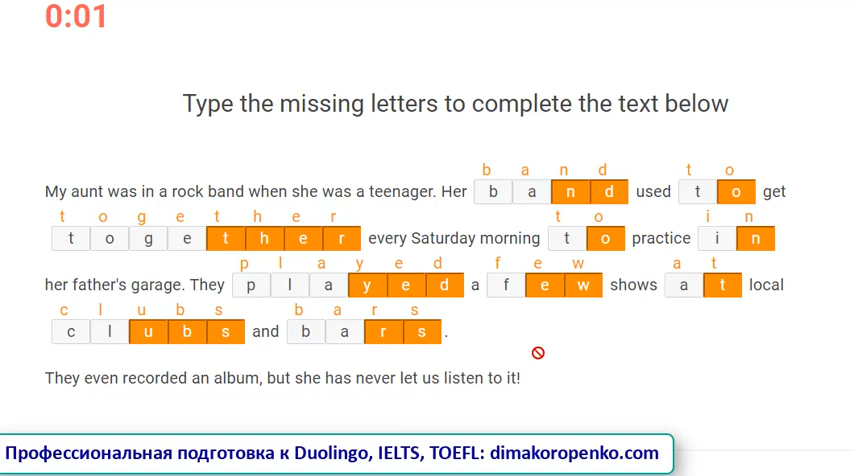 0:01
Type the missing letters to complete the text below
b a n d t o
My aunt was in a rock band when she was a teenager. Her b a n d used t o get
t o g e t h e r t o i n
t o g e t h e r every Saturday morning t o practice i n
p l a y e d f e w a t
her father's garage. They p l a y e d a f e w shows a t local
c l u b s b a r s
c l u b s and b a r s .
They even recorded an album, but she has never let us listen to it!
Профессиональная подготовка к Duolingo, IELTS, TOEFL: dimakoropenko.com